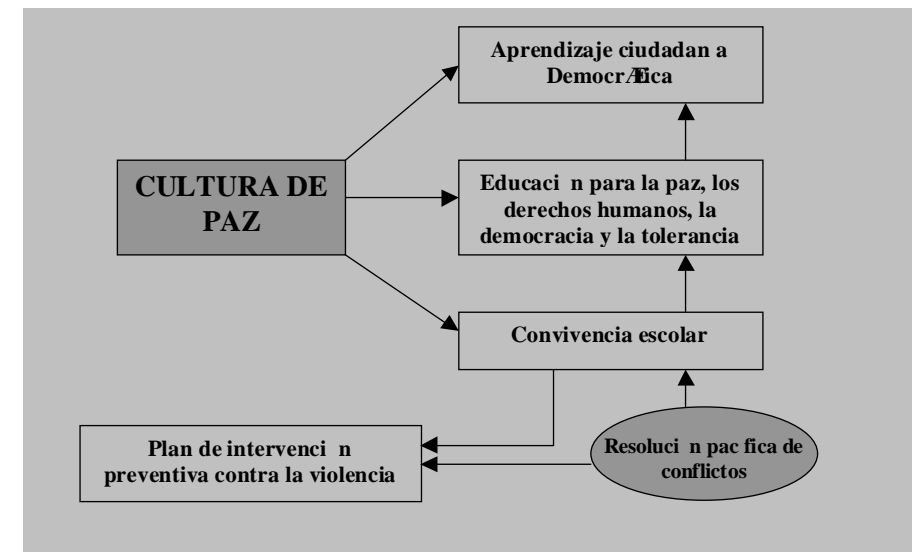 Aprendizaje ciudadan a
DemocrÆtica
CULTURA DE
PAZ
Educaci n para la paz, los
derechos humanos, la
democracia y la tolerancia
Convivencia escolar
Plan de intervenci n
preventiva contra la violencia
Resoluci n pac fica de
conflictos